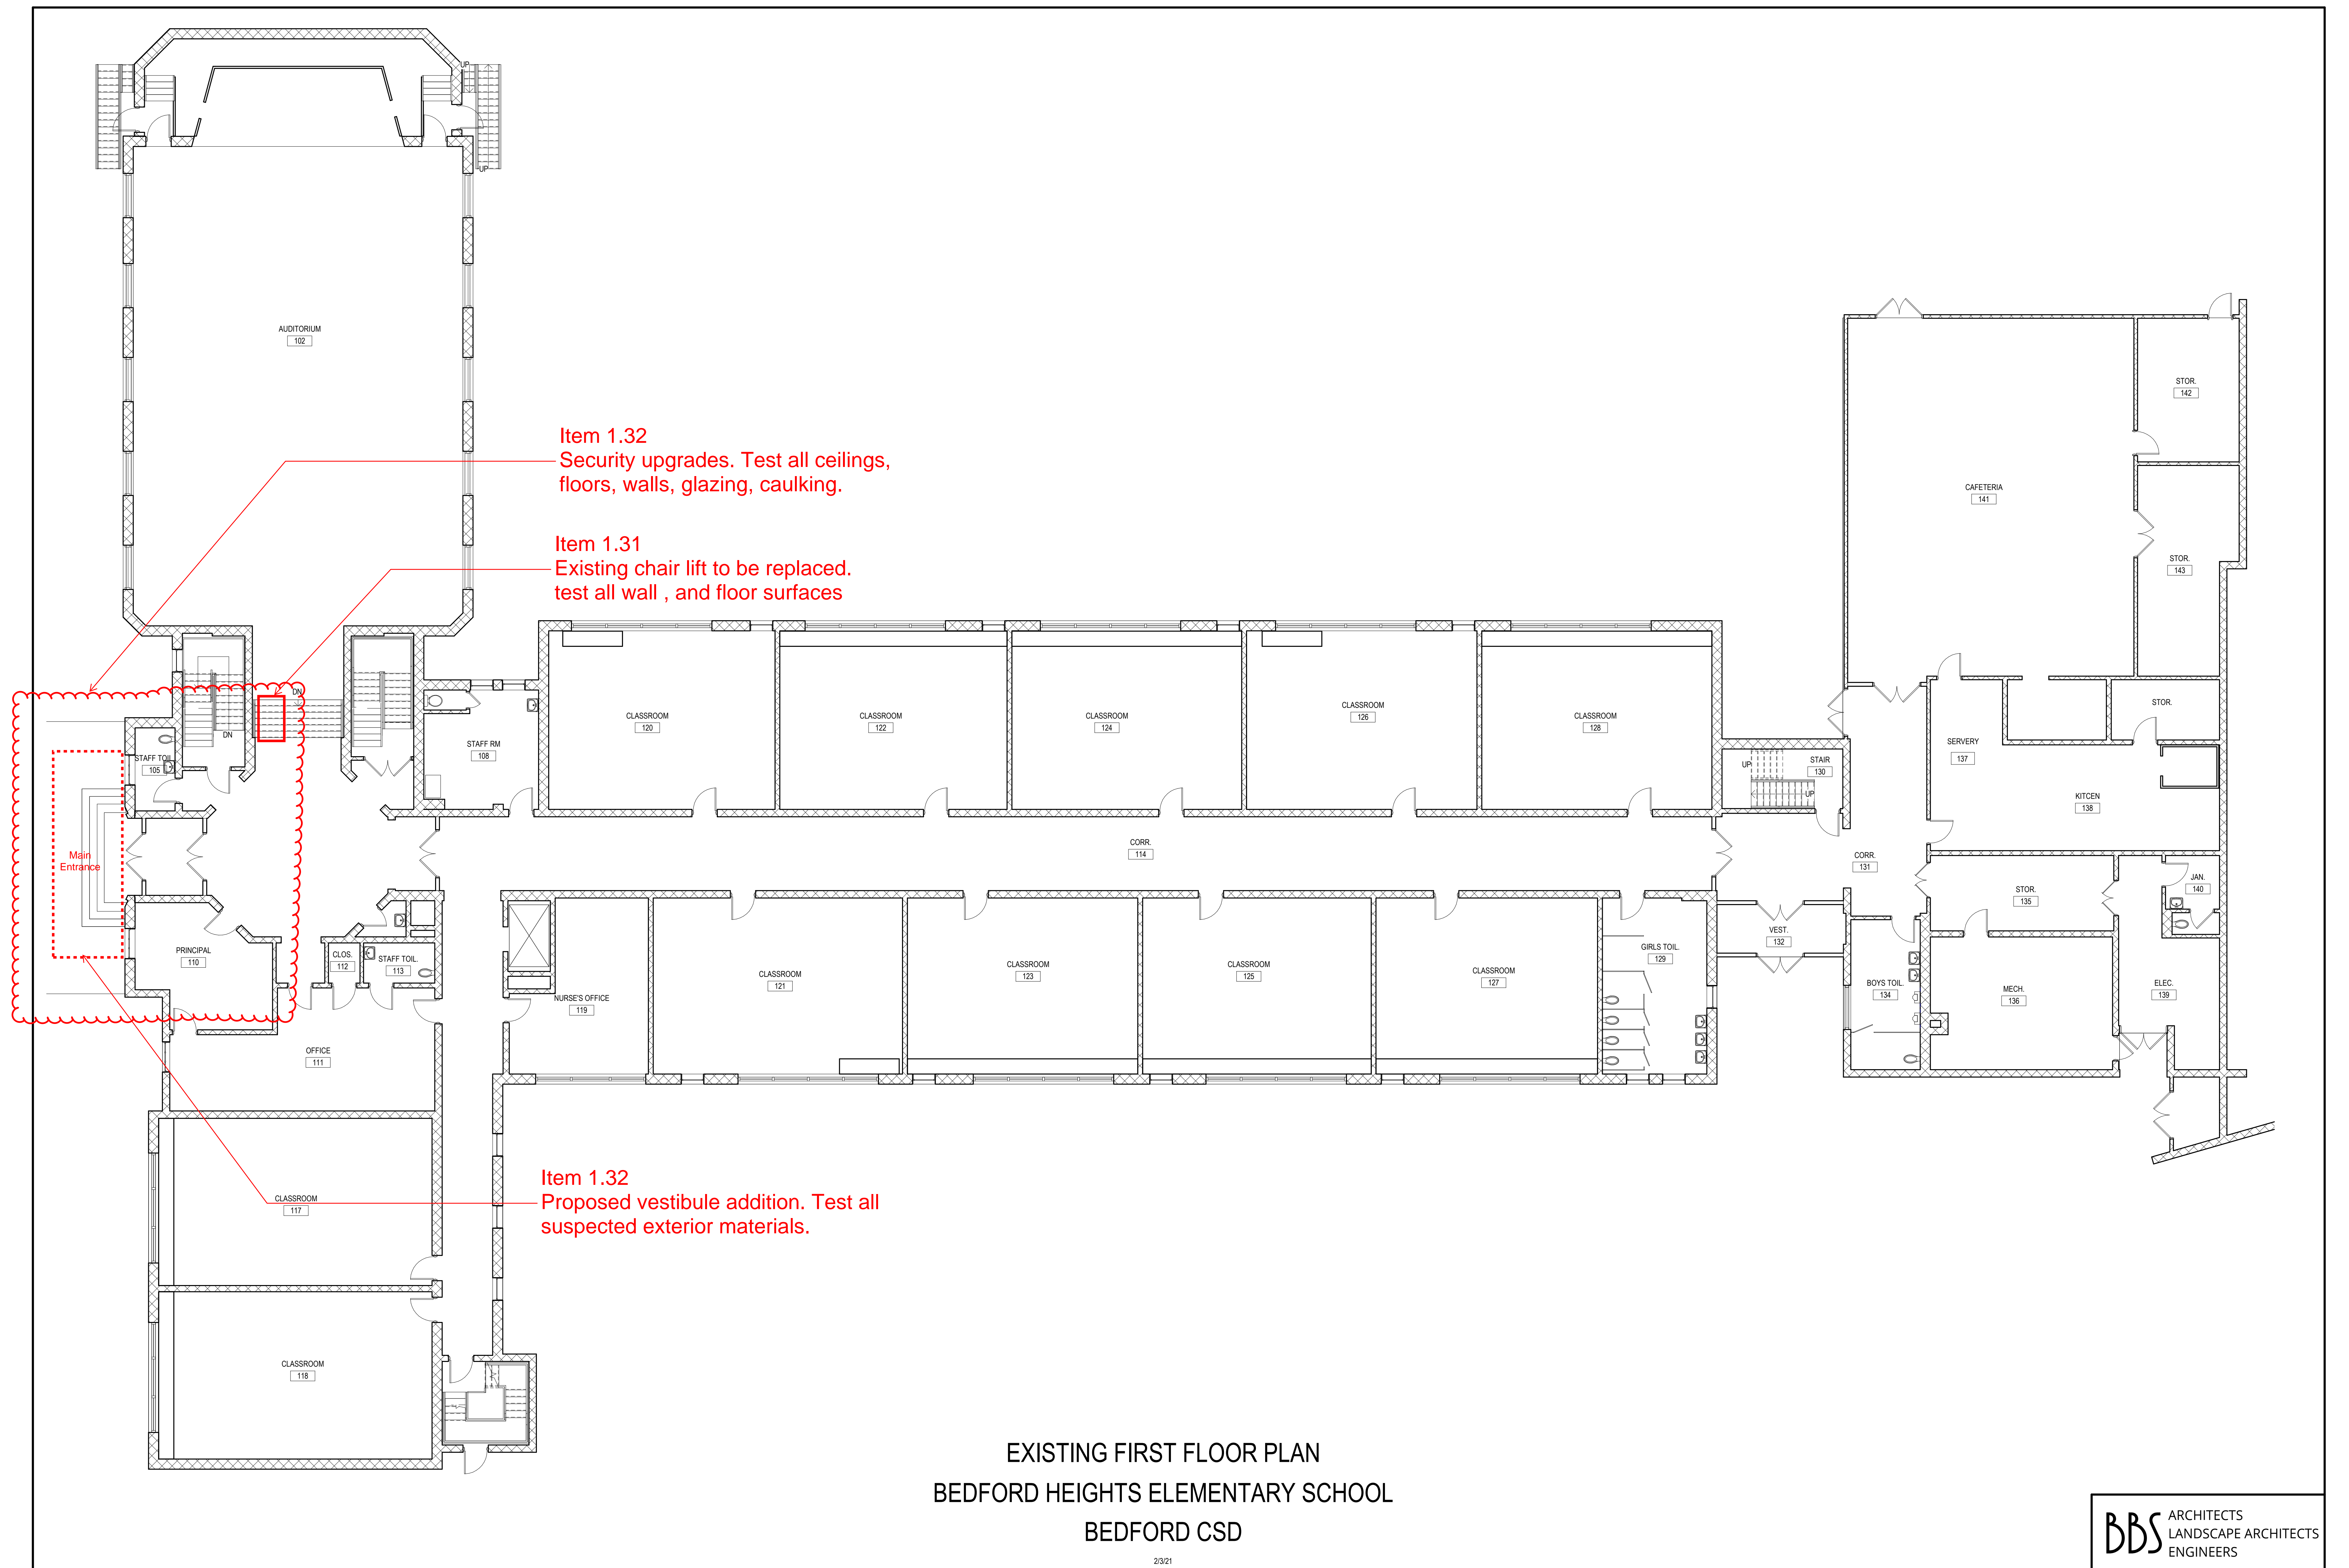 UP
UP
AUDITORIUM
102
STOR.
142
Item 1.32
Security upgrades. Test all ceilings,
floors, walls, glazing, caulking.
CAFETERIA
141
Item 1.31
Existing chair lift to be replaced.
test all wall , and floor surfaces
STOR.
143
DN
DN
STAFF TOIL.
105
STAFF RM
108
CLASSROOM
120
CLASSROOM
122
CLASSROOM
124
CLASSROOM
126
CLASSROOM
128
STOR.
UP
STAIR
130
UP
SERVERY
137
KITCEN
138
Main
Entrance
CORR.
114
CORR.
131
JAN.
140
STOR.
135
PRINCIPAL
110
CLOS.
112
STAFF TOIL.
113
VEST.
132
GIRLS TOIL.
129
CLASSROOM
121
CLASSROOM
123
CLASSROOM
125
CLASSROOM
127
NURSE'S OFFICE
119
BOYS TOIL.
134
MECH.
136
ELEC.
139
OFFICE
111
Item 1.32
Proposed vestibule addition. Test all
suspected exterior materials.
CLASSROOM
117
CLASSROOM
118
EXISTING FIRST FLOOR PLAN
BEDFORD HEIGHTS ELEMENTARY SCHOOL
BEDFORD CSD
2/3/21
BBS
ARCHITECTS
LANDSCAPE ARCHITECTS
ENGINEERS